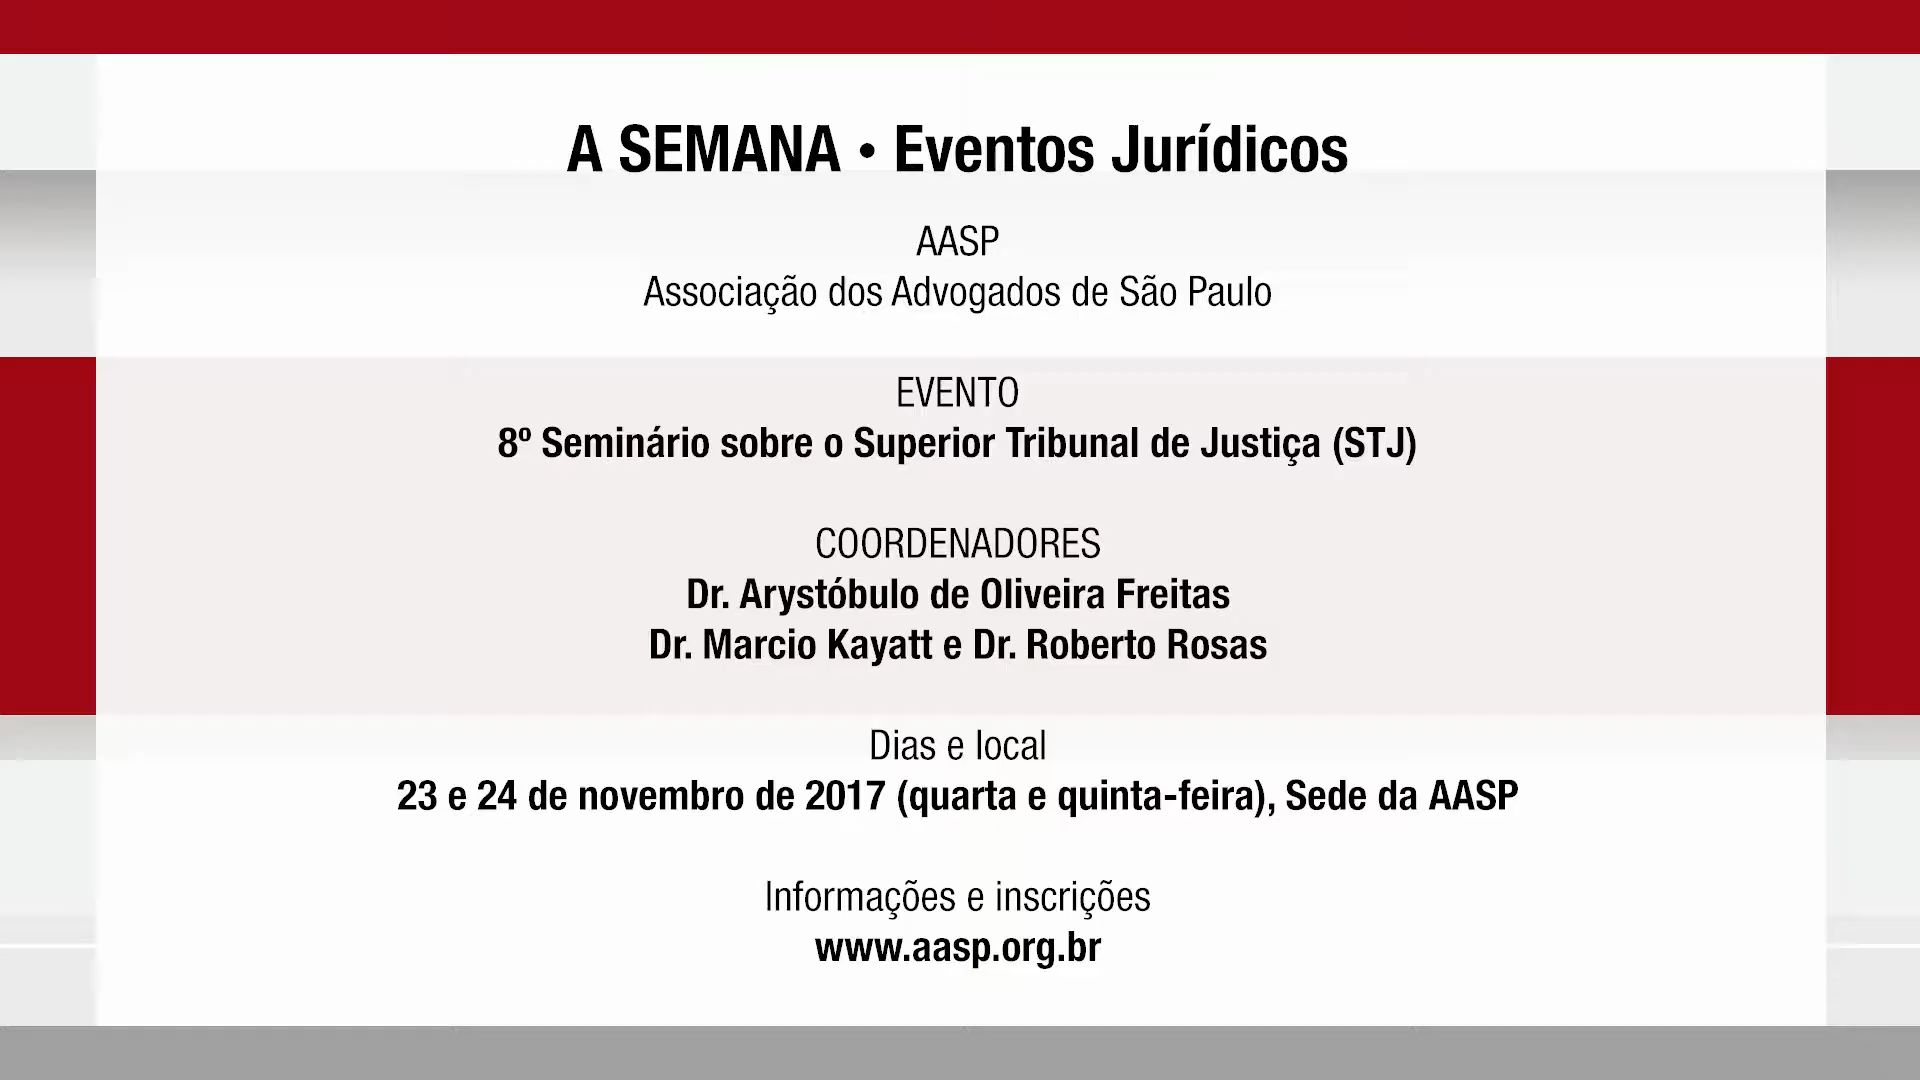 A SEMANA • Eventos Jurídicos
AASP
Associação dos Advogados de São Paulo
EVENTO
8º Seminário sobre o Superior Tribunal de Justiça (STJ)
COORDENADORES
Dr. Arystóbulo de Oliveira Freitas
Dr. Marcio Kayatt e Dr. Roberto Rosas
Dias e local
23 e 24 de novembro de 2017 (quarta e quinta-feira), Sede da AASP
Informações e inscrições
www.aasp.org.br